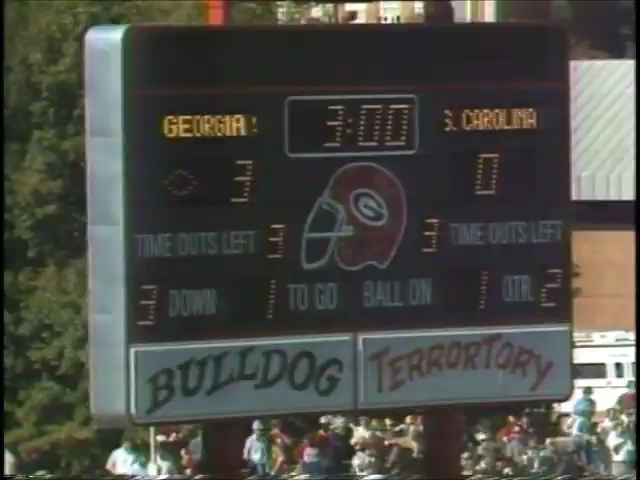 GEORGIA 3:00 S. CAROLINA
3 0
TIME OUTS LEFT 3 G 3 TIME OUTS LEFT
3 DOWN 1 TO GO BALL ON 1 QTR 2
BULLDOG TERRORTORY